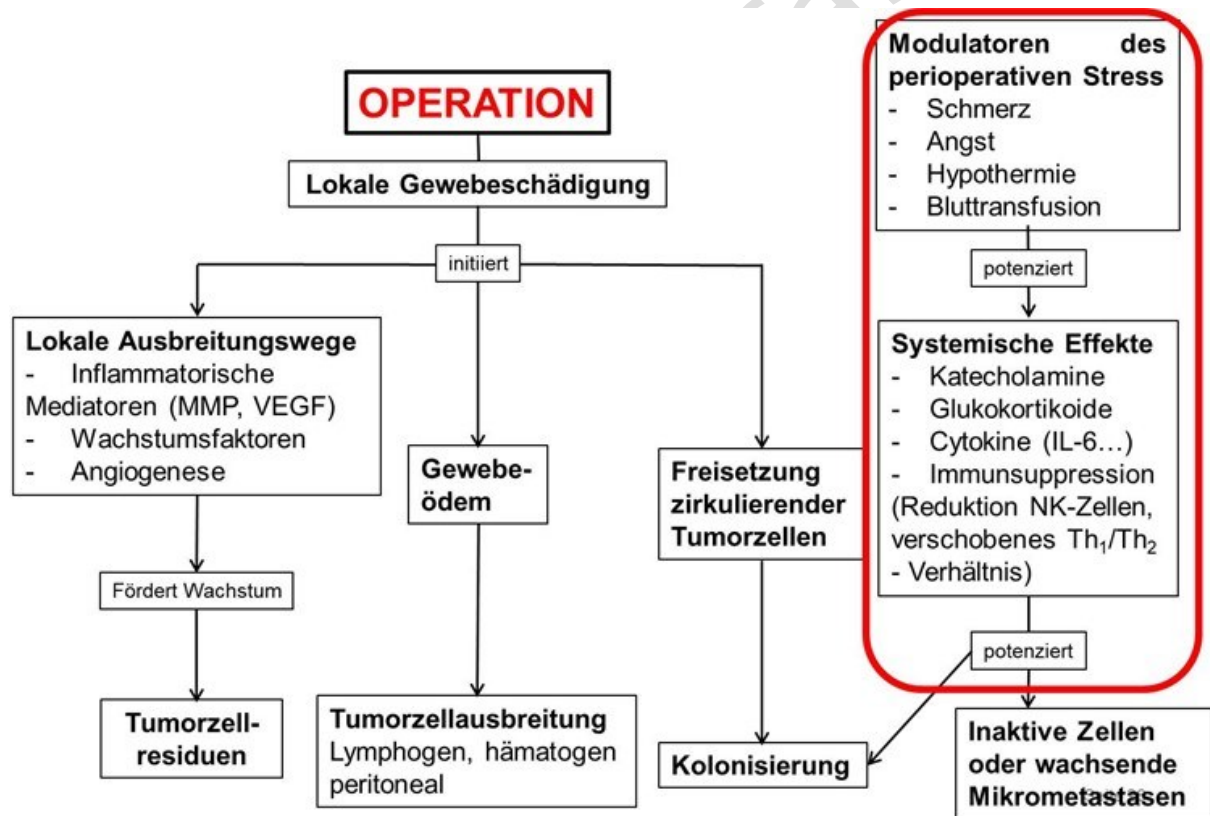 OPERATION
Lokale Gewebeschädigung
initiiert
Lokale Ausbreitungswege
- Inflammatorische
Mediatoren (MMP, VEGF)
- Wachstumsfaktoren
- Angiogenese
Fördert Wachstum
Tumorzell-
residuen
Gewebe-
ödem
Tumorzellausbreitung
Lymphogen, hämatogen
peritoneal
Freisetzung
zirkulierender
Tumorzellen
Kolonisierung
Modulatoren des
perioperativen Stress
- Schmerz
- Angst
- Hypothermie
- Bluttransfusion
potenziert
Systemische Effekte
- Katecholamine
- Glukokortikoide
- Cytokine (IL-6…)
- Immunsuppression
(Reduktion NK-Zellen,
verschobenes Th₁/Th₂
- Verhältnis)
potenziert
Inaktive Zellen
oder wachsende
Mikrometastasen